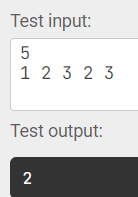 Test input:
5
1 2 3 2 3
Test output:
2